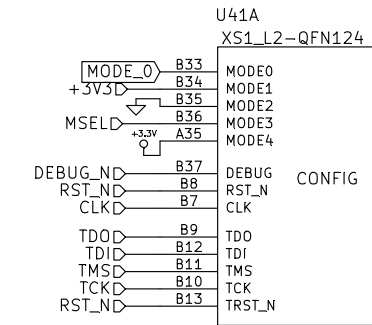 U41A
XS1_L2-QFN124
MODE_0 B33 MODE0
+3V3 B34 MODE1
B35 MODE2
MSEL B36 MODE3
+3.3V A35 MODE4
DEBUG_N B37 DEBUG
RST_N B8 RST_N
CLK B7 CLK
CONFIG
TDO B9 TDO
TDI B12 TDI
TMS B11 TMS
TCK B10 TCK
RST_N B13 TRST_N